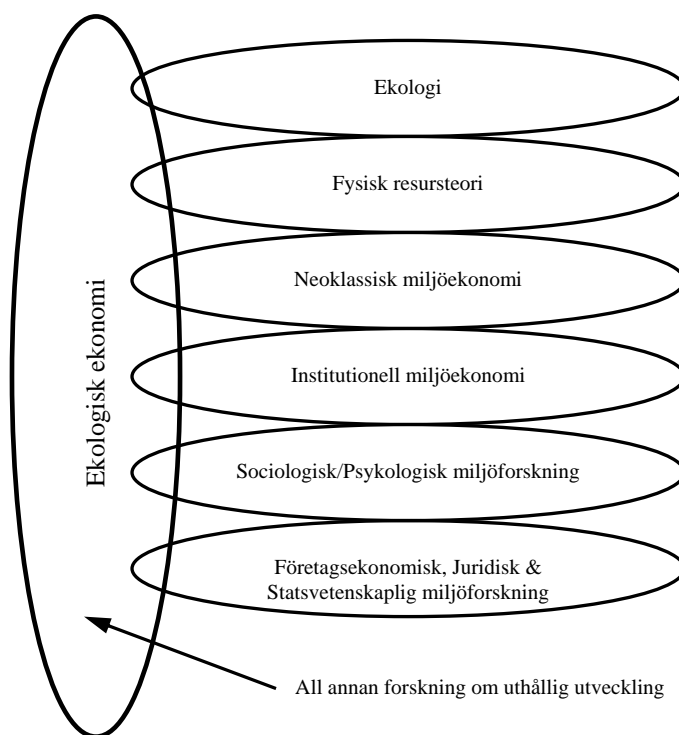 Ekologisk ekonomi
Ekologi
Fysisk resursteori
Neoklassisk miljöekonomi
Institutionell miljöekonomi
Sociologisk/Psykologisk miljöforskning
Företagsekonomisk, Juridisk &
Statsvetenskaplig miljöforskning
All annan forskning om uthållig utveckling